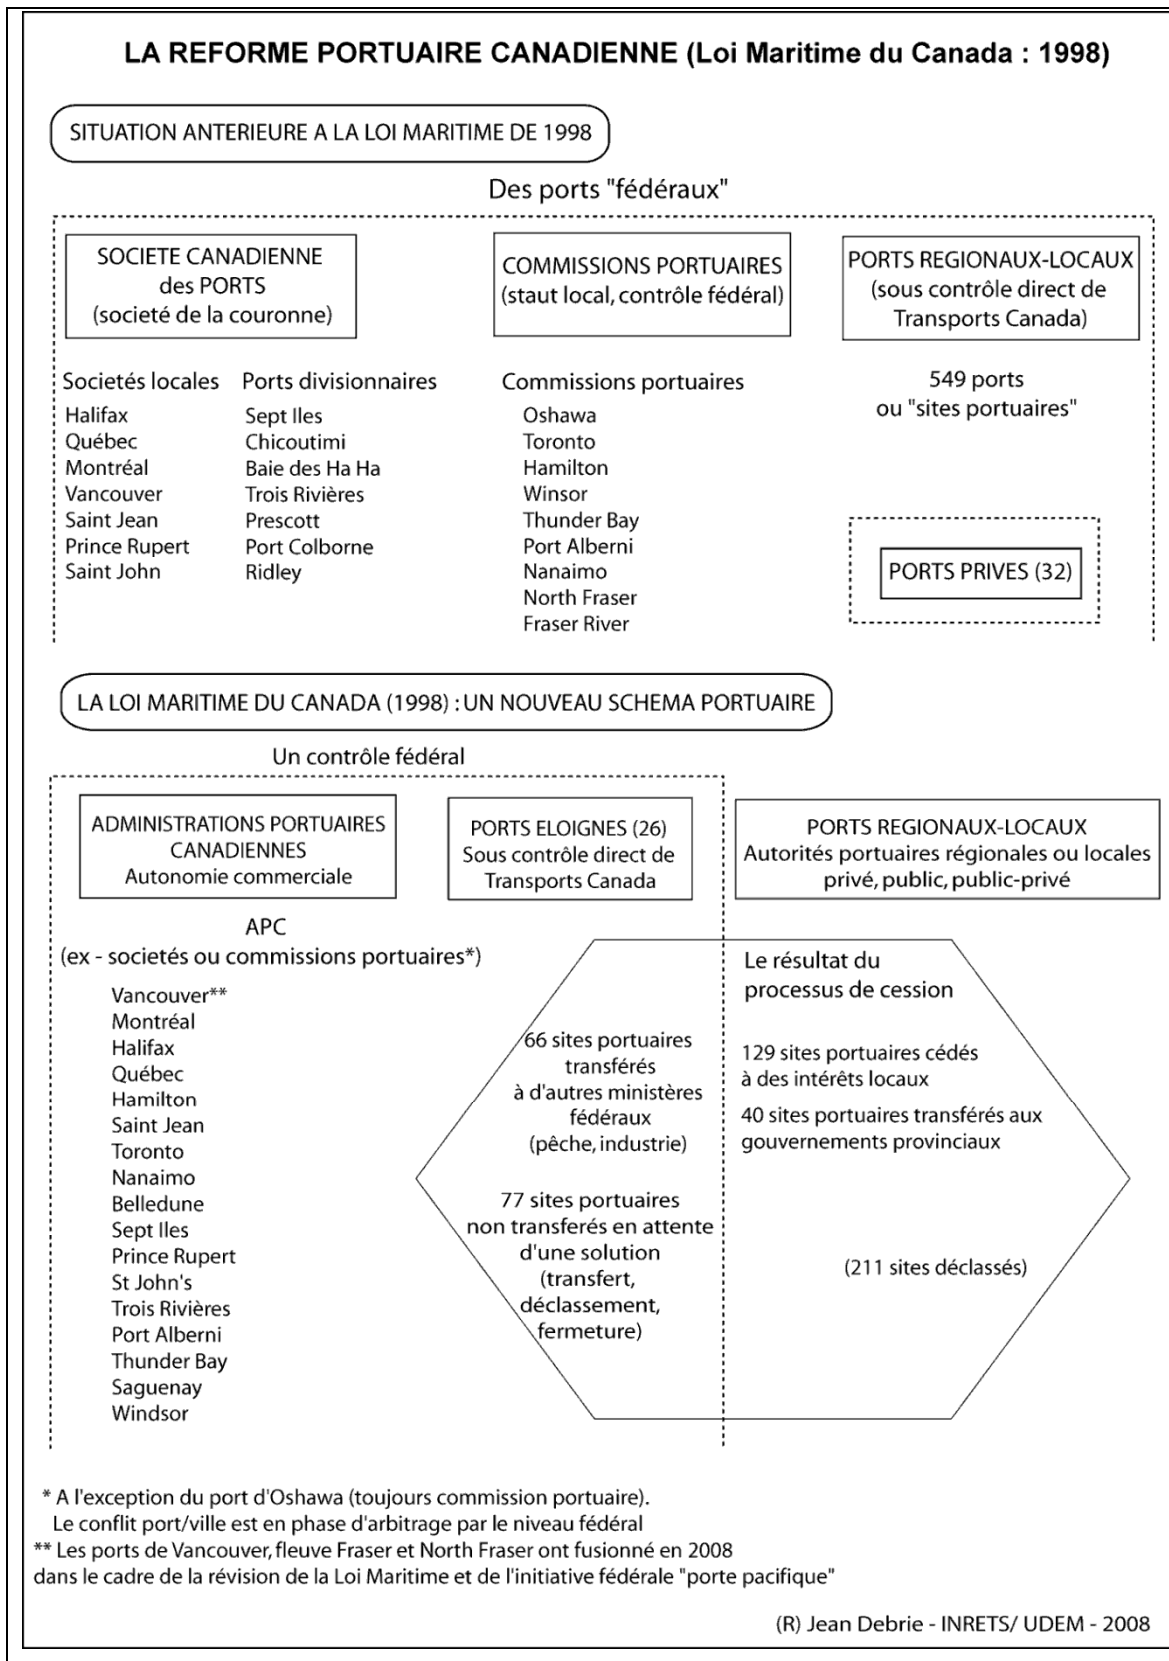 LA REFORME PORTUAIRE CANADIENNE (Loi Maritime du Canada : 1998)
SITUATION ANTERIEURE A LA LOI MARITIME DE 1998
Des ports "fédéraux"
SOCIETE CANADIENNE
des PORTS
(societé de la couronne)
Societés locales
Halifax
Québec
Montréal
Vancouver
Saint Jean
Prince Rupert
Saint John
Ports divisionnaires
Sept Iles
Chicoutimi
Baie des Ha Ha
Trois Rivières
Prescott
Port Colborne
Ridley
COMMISSIONS PORTUAIRES
(staut local, contrôle fédéral)
Commissions portuaires
Oshawa
Toronto
Hamilton
Winsor
Thunder Bay
Port Alberni
Nanaimo
North Fraser
Fraser River
PORTS REGIONAUX-LOCAUX
(sous contrôle direct de
Transports Canada)
549 ports
ou "sites portuaires"
PORTS PRIVES (32)
LA LOI MARITIME DU CANADA (1998) : UN NOUVEAU SCHEMA PORTUAIRE
Un contrôle fédéral
ADMINISTRATIONS PORTUAIRES
CANADIENNES
Autonomie commerciale
APC
(ex - societés ou commissions portuaires*)
Vancouver**
Montréal
Halifax
Québec
Hamilton
Saint Jean
Toronto
Nanaimo
Belledune
Sept Iles
Prince Rupert
St John's
Trois Rivières
Port Alberni
Thunder Bay
Saguenay
Windsor
PORTS ELOIGNES (26)
Sous contrôle direct de
Transports Canada
66 sites portuaires
transférés
à d'autres ministères
fédéraux
(pêche, industrie)
77 sites portuaires
non transferés en attente
d'une solution
(transfert,
déclassement,
fermeture)
PORTS REGIONAUX-LOCAUX
Autorités portuaires régionales ou locales
privé, public, public-privé
Le résultat du
processus de cession
129 sites portuaires cédés
à des intérêts locaux
40 sites portuaires transférés aux
gouvernements provinciaux
(211 sites déclassés)
* A l'exception du port d'Oshawa (toujours commission portuaire).
Le conflit port/ville est en phase d'arbitrage par le niveau fédéral
** Les ports de Vancouver, fleuve Fraser et North Fraser ont fusionné en 2008
dans le cadre de la révision de la Loi Maritime et de l'initiative fédérale "porte pacifique"
(R) Jean Debrie - INRETS/ UDEM - 2008